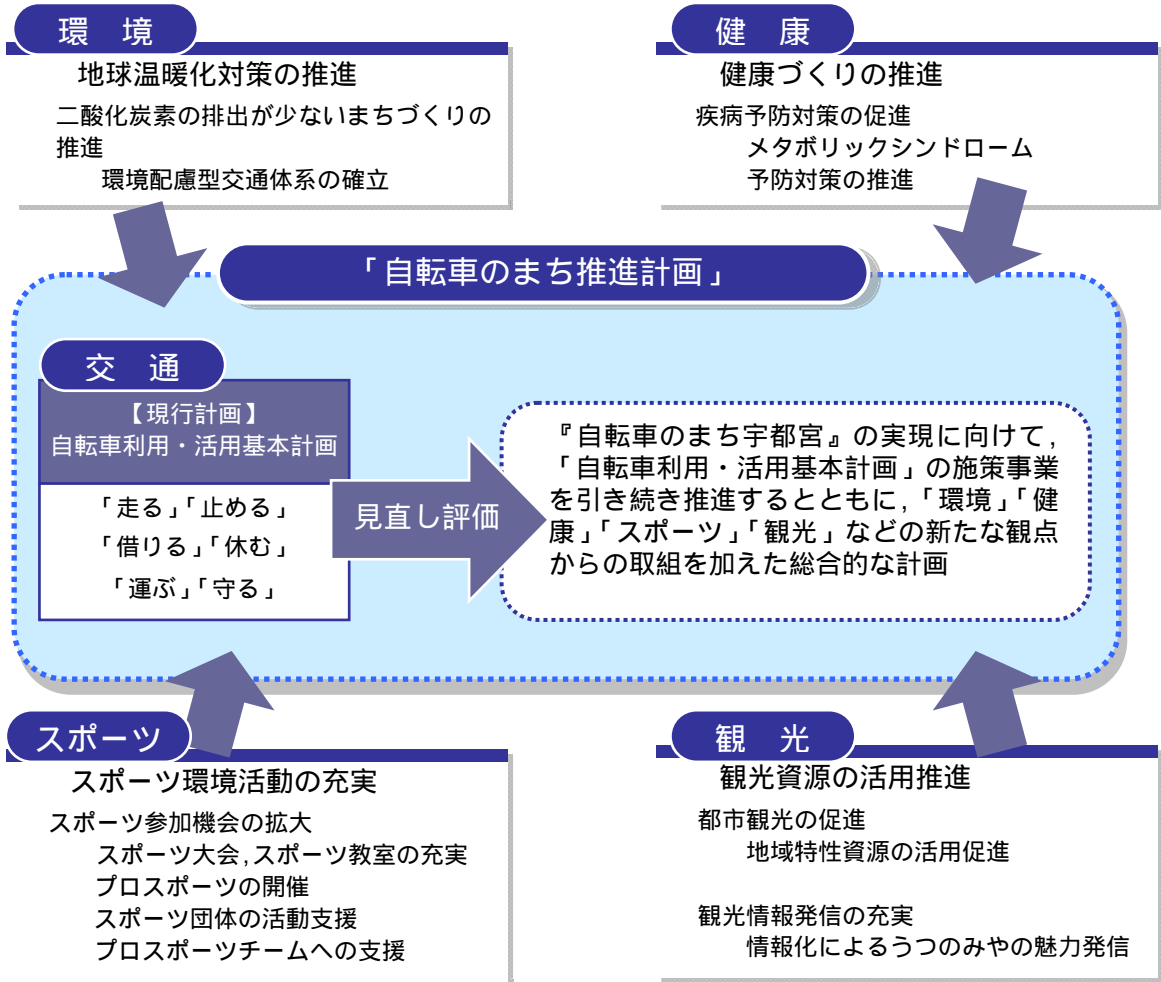 環 境
地球温暖化対策の推進
二酸化炭素の排出が少ないまちづくりの
推進
環境配慮型交通体系の確立
健 康
健康づくりの推進
疾病予防対策の促進
メタボリックシンドローム
予防対策の推進
「自転車のまち推進計画」
交 通
【現行計画】
自転車利用・活用基本計画
「走る」「止める」
「借りる」「休む」
「運ぶ」「守る」
見直し評価
『自転車のまち宇都宮』の実現に向けて，
「自転車利用・活用基本計画」の施策事業
を引き続き推進するとともに，「環境」「健
康」「スポーツ」「観光」などの新たな観点
からの取組を加えた総合的な計画
スポーツ
スポーツ環境活動の充実
スポーツ参加機会の拡大
スポーツ大会，スポーツ教室の充実
プロスポーツの開催
スポーツ団体の活動支援
プロスポーツチームへの支援
観 光
観光資源の活用推進
都市観光の促進
地域特性資源の活用促進
観光情報発信の充実
情報化によるうつのみやの魅力発信